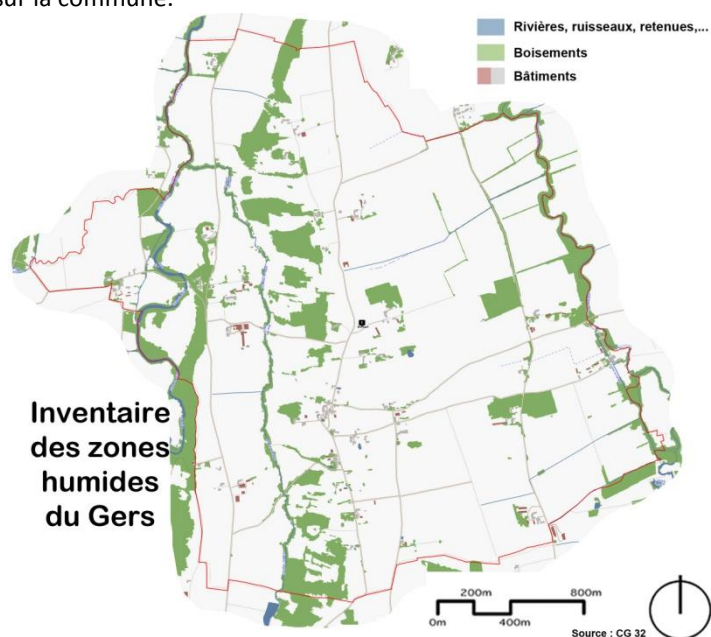 sur la commune.
Rivières, ruisseaux, retenues,...
Boisements
Bâtiments
Inventaire
des zones
humides
du Gers
200m 800m
0m 400m
Source : CG 32